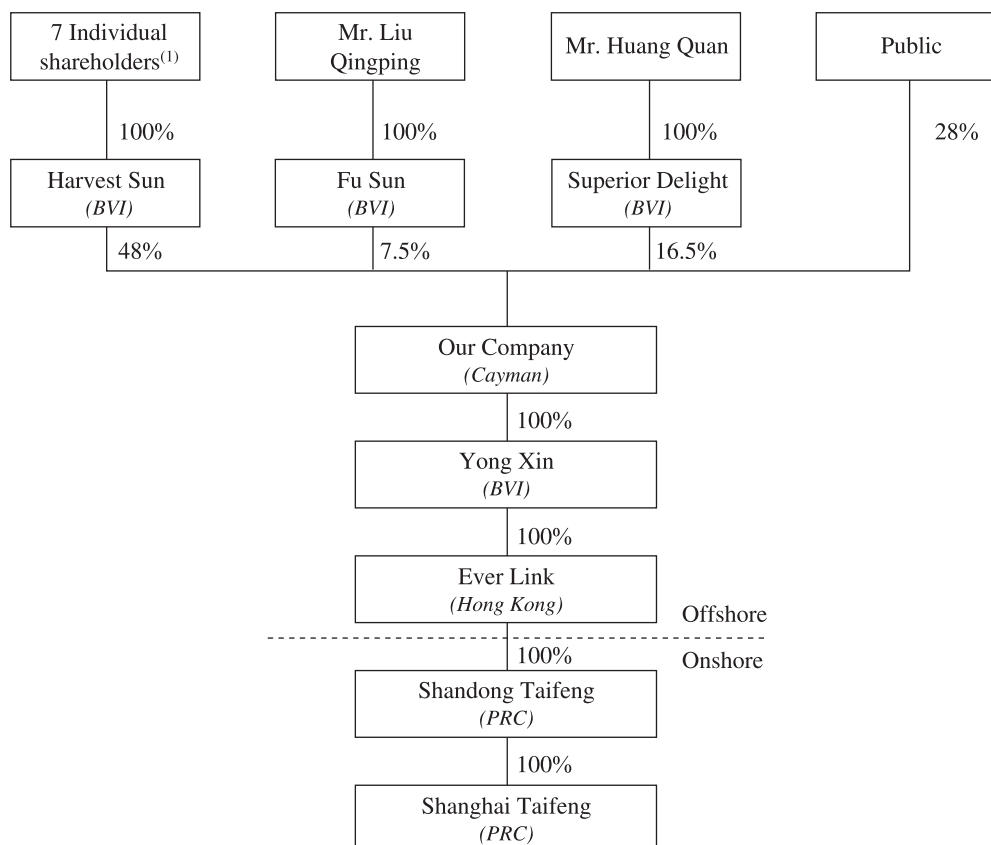 7 Individual
shareholders(1)
Mr. Liu
Qingping
Mr. Huang Quan
Public
100%
100%
100%
28%
Harvest Sun
(BVI)
Fu Sun
(BVI)
Superior Delight
(BVI)
48%
7.5%
16.5%
Our Company
(Cayman)
100%
Yong Xin
(BVI)
100%
Ever Link
(Hong Kong)
Offshore
100%
Onshore
Shandong Taifeng
(PRC)
100%
Shanghai Taifeng
(PRC)